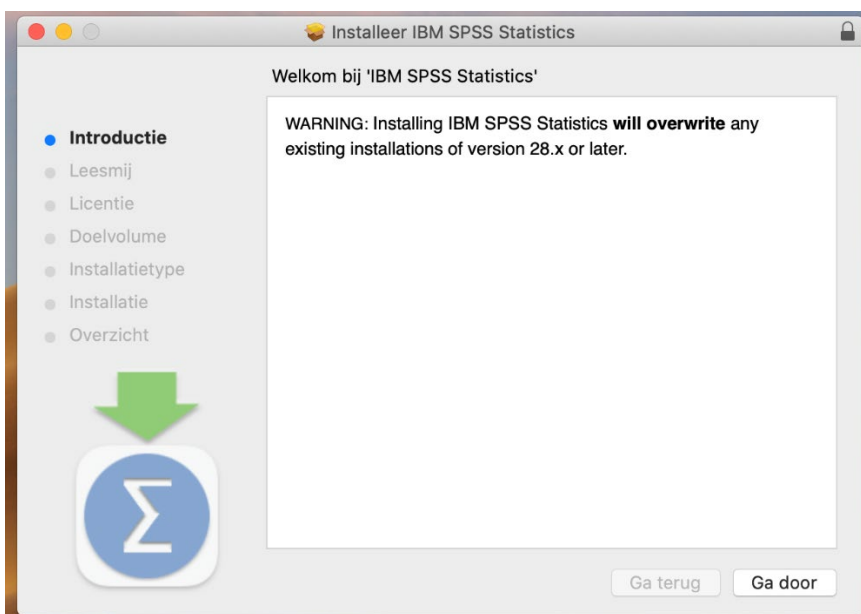 Installeer IBM SPSS Statistics
Welkom bij 'IBM SPSS Statistics'
Introductie
Leesmij
Licentie
Doelvolume
Installatietype
Installatie
Overzicht
WARNING: Installing IBM SPSS Statistics will overwrite any
existing installations of version 28.x or later.
Σ
Ga terug
Ga door